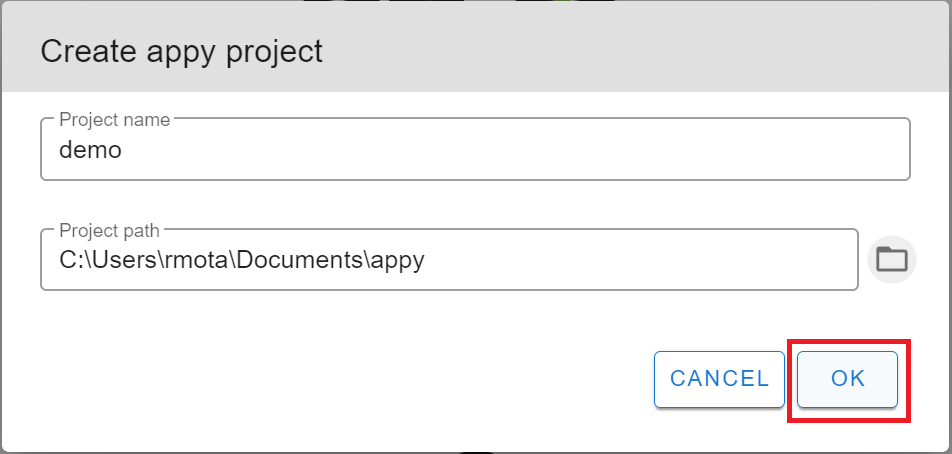 Create appy project
Project name
demo
Project path
C:\Users\rmota\Documents\appy
CANCEL
OK